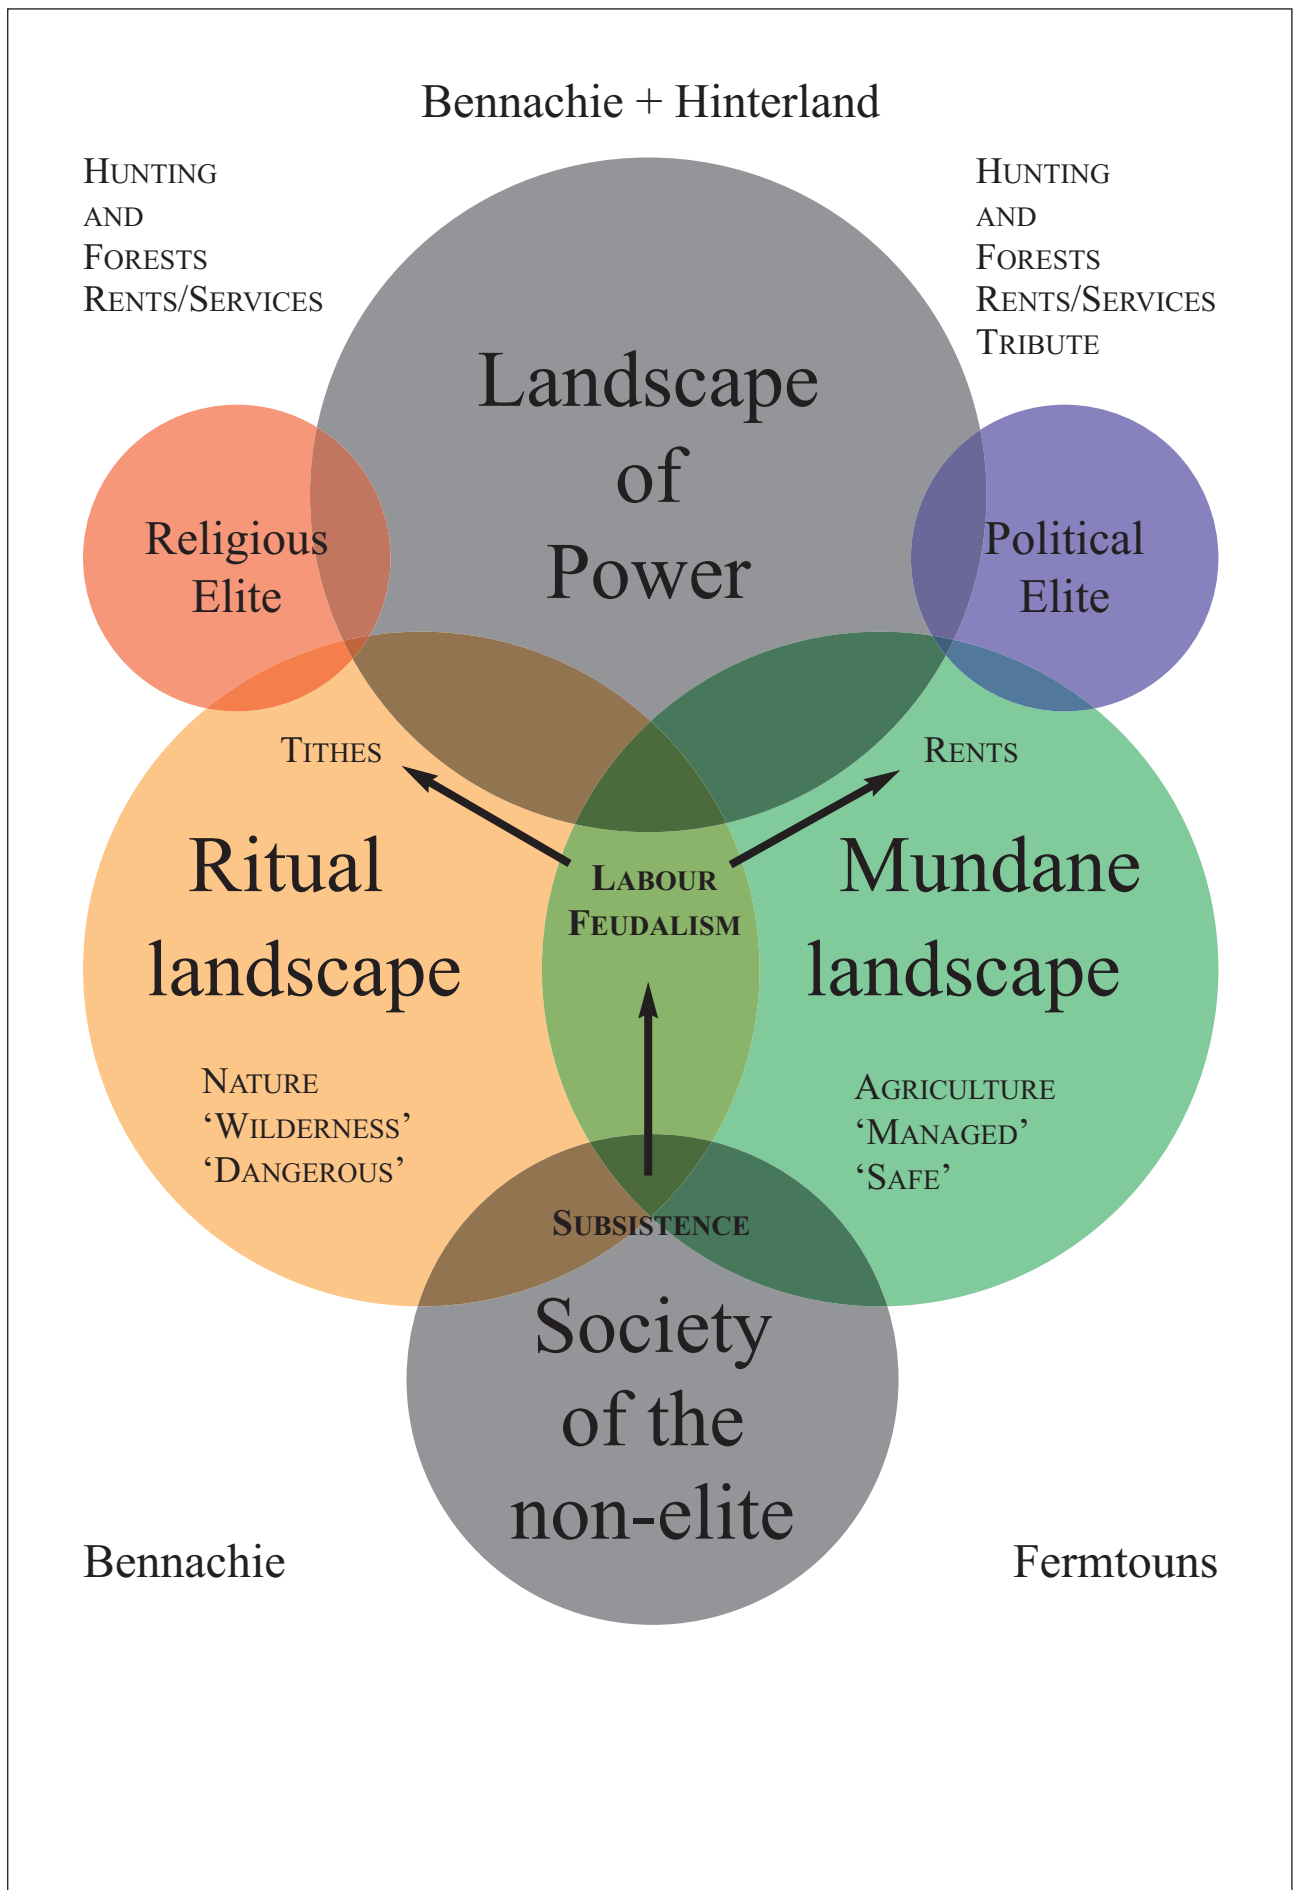 Bennachie + Hinterland
Hunting
and
Forests
Rents/Services
Hunting
and
Forests
Rents/Services
Tribute
Landscape
of
Power
Religious
Elite
Political
Elite
Tithes
Rents
Ritual
landscape
Labour
Feudalism
Mundane
landscape
Nature
‘Wilderness’
‘Dangerous’
Agriculture
‘Managed’
‘Safe’
Subsistence
Society
of the
non-elite
Bennachie
Fermtouns